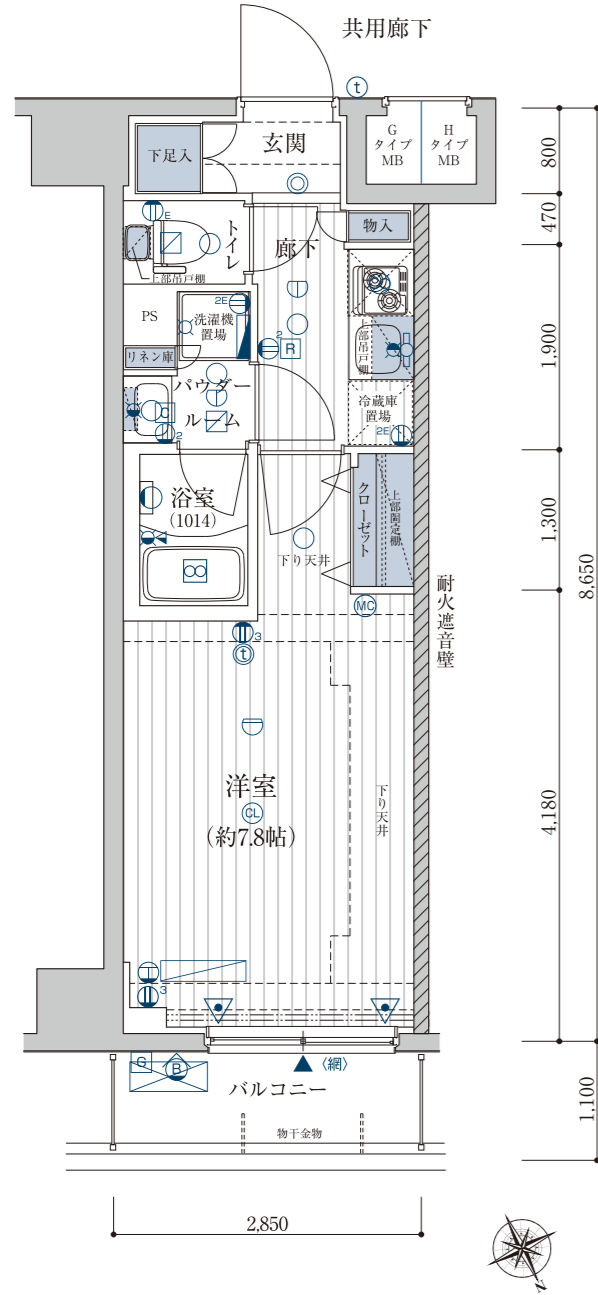 共用廊下
t
下足入
玄関
G
タイプ
MB
H
タイプ
MB
800
470
E
トイレ
廊下
物入
上部吊戸棚
PS
2E
洗濯機
置場
リネン庫
2
R
上部吊戸棚
1,900
パウダー
ルーム
C
2
冷蔵庫
置場
2E
浴室
(1014)
クローゼット
上部固定棚
下り天井
1,300
MC
耐火遮音壁
8,650
3
t
洋室
CL
(約7.8帖)
下り天井
4,180
3
G
B
〈網〉
バルコニー
物干金物
1,100
2,850
N